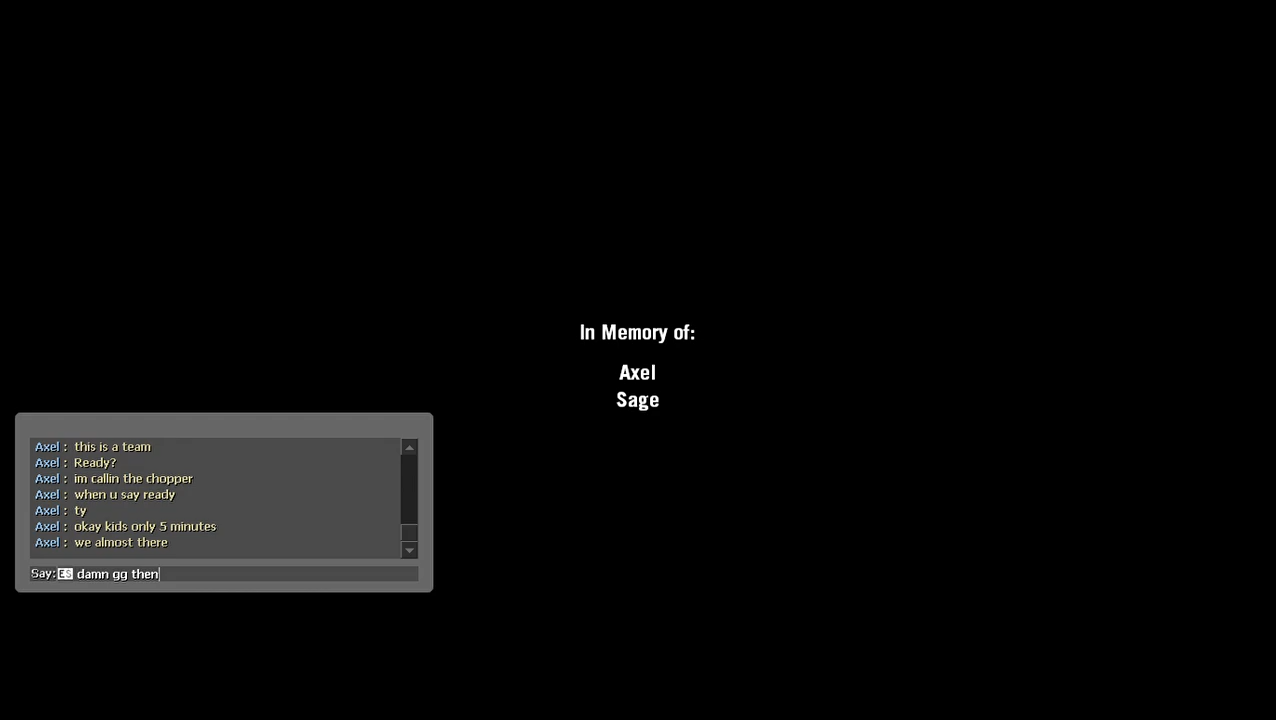 In Memory of:
Axel
Sage
Axel : this is a team
Axel : Ready?
Axel : im callin the chopper
Axel : when u say ready
Axel : ty
Axel : okay kids only 5 minutes
Axel : we almost there
Say: ES damn gg then